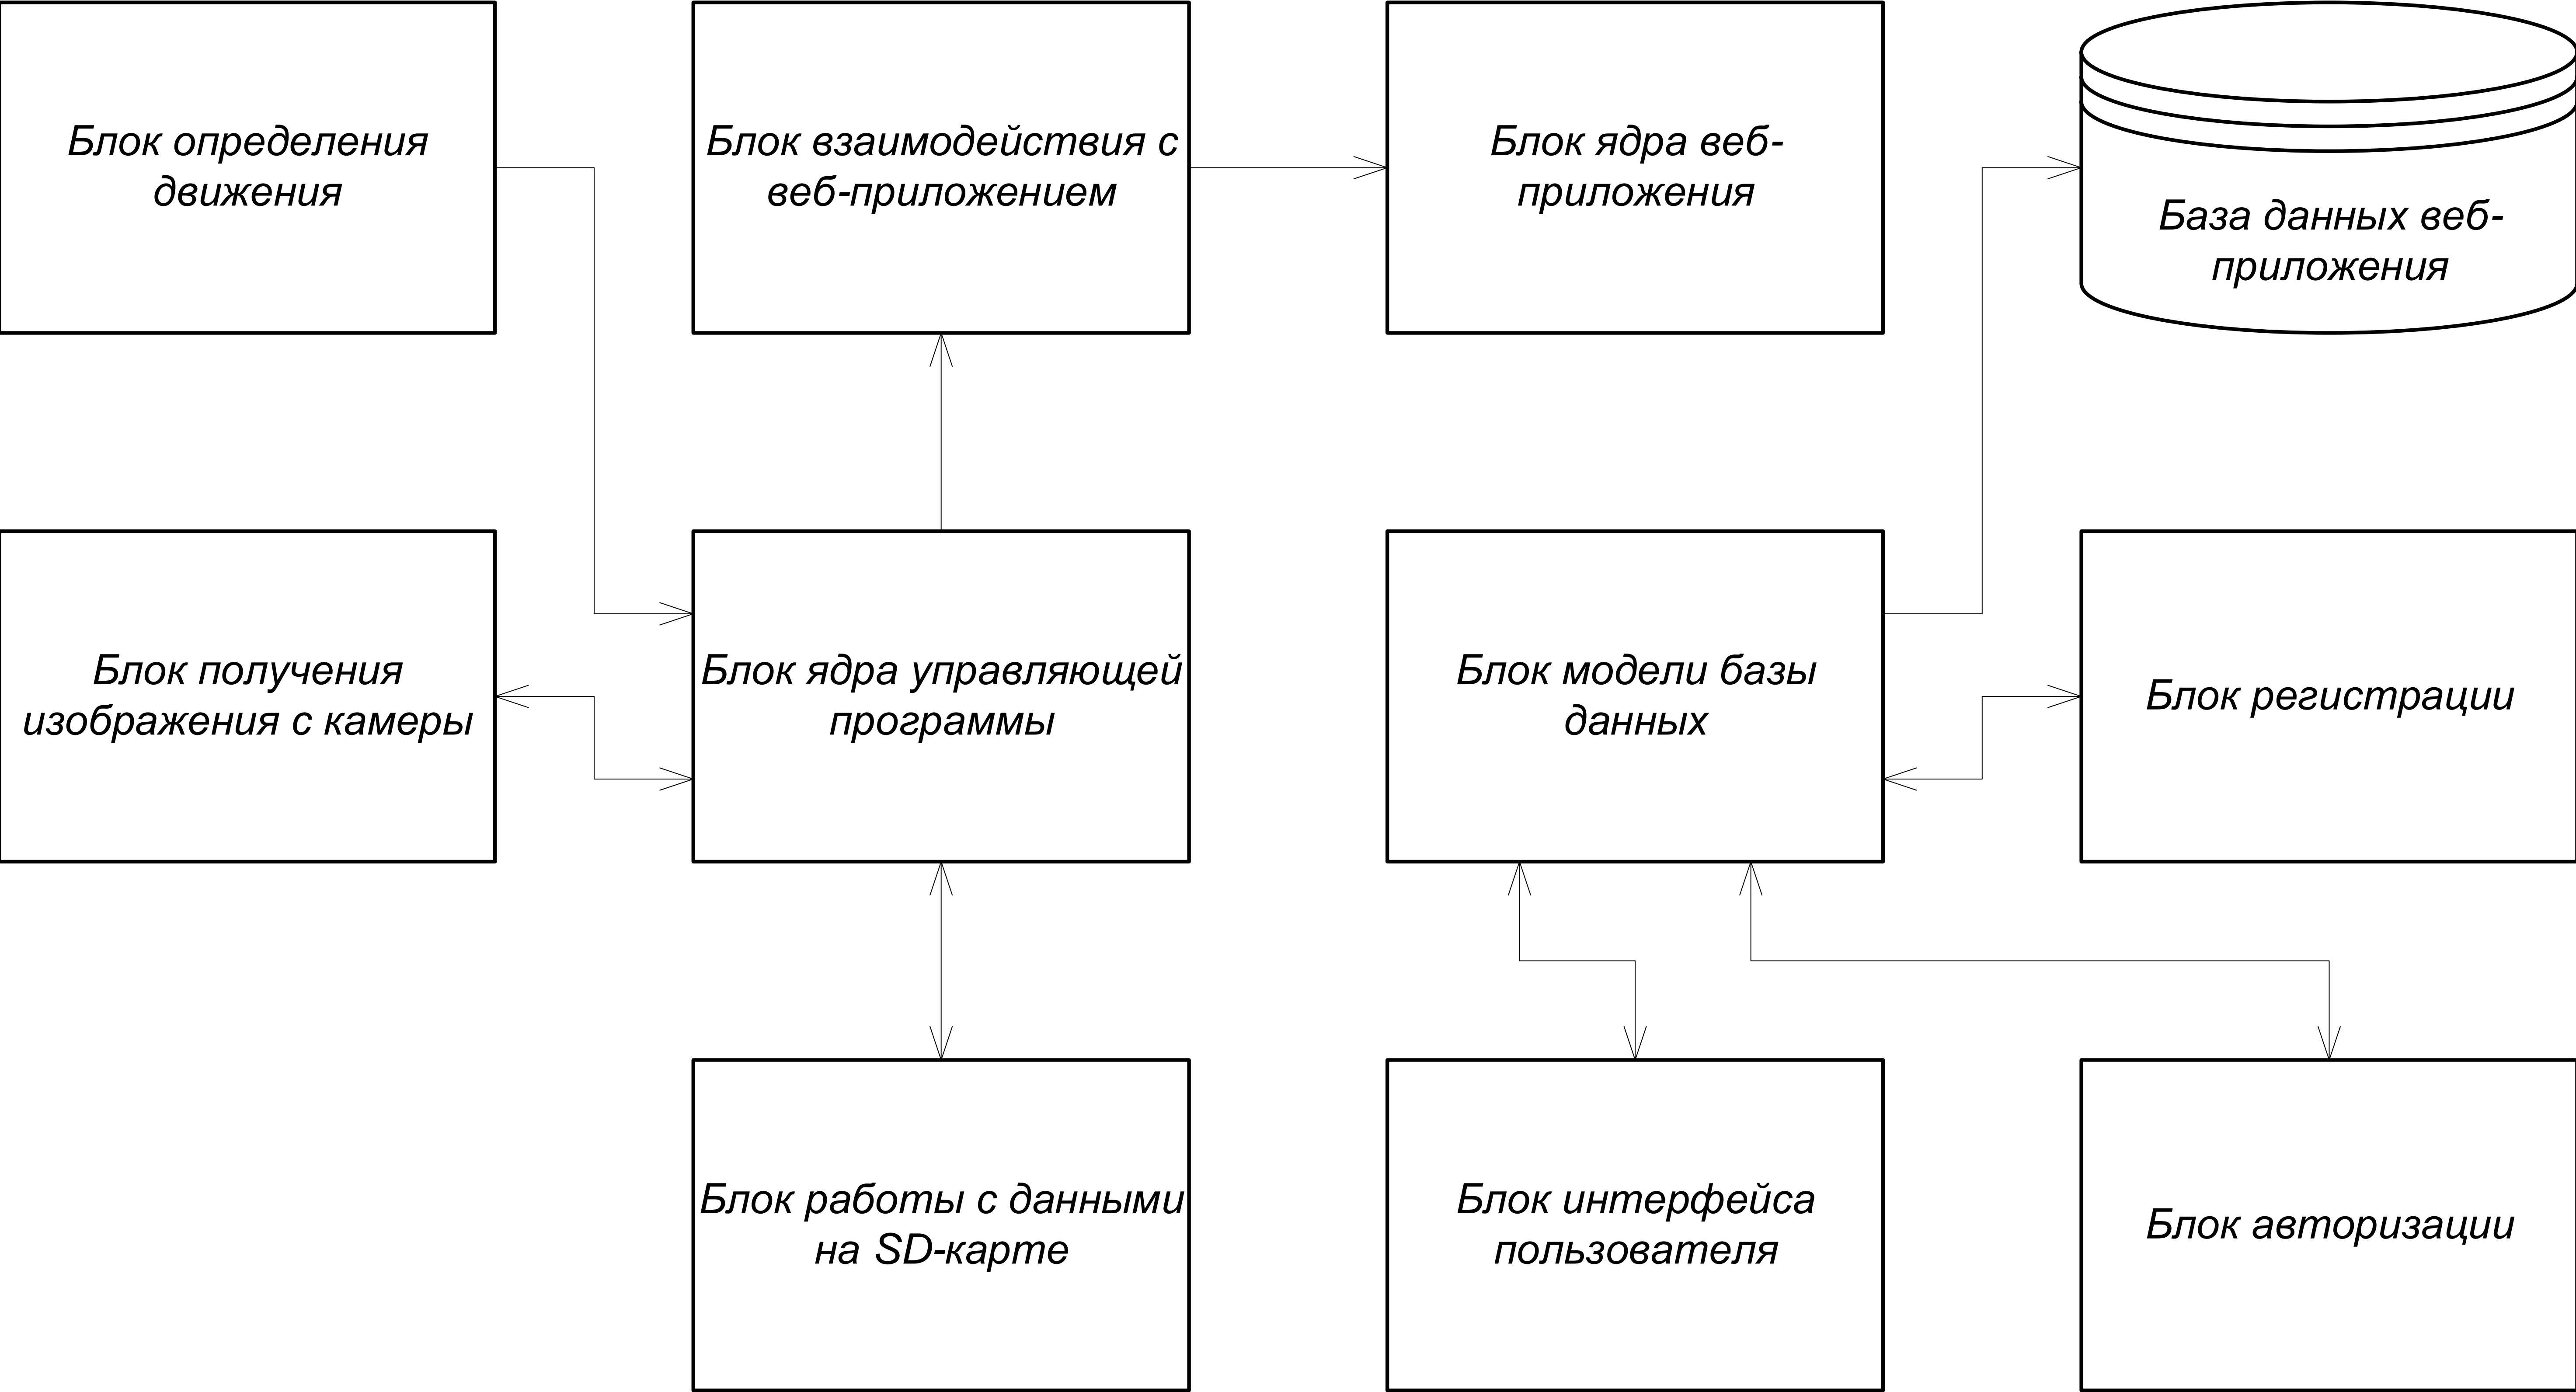 Блок определения
движения
Блок взаимодействия с
веб-приложением
Блок ядра веб-
приложения
База данных веб-
приложения
Блок получения
изображения с камеры
Блок ядра управляющей
программы
Блок модели базы
данных
Блок регистрации
Блок работы с данными
на SD-карте
Блок интерфейса
пользователя
Блок авторизации